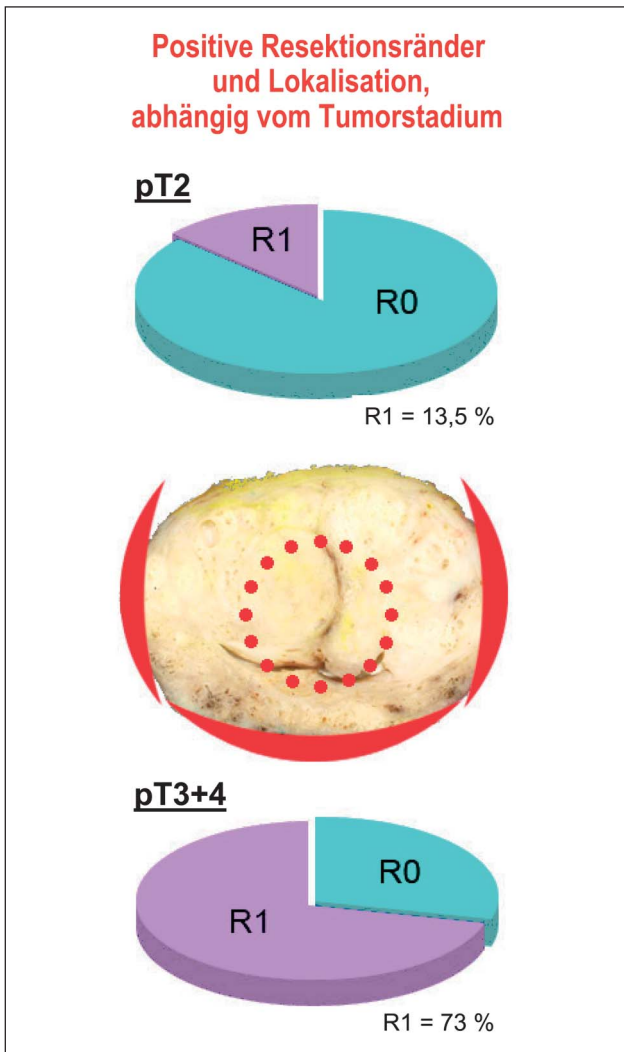 Positive Resektionsränder
und Lokalisation,
abhängig vom Tumorstadium
pT2
R1
R0
R1 = 13,5 %
pT3+4
R0
R1
R1 = 73 %